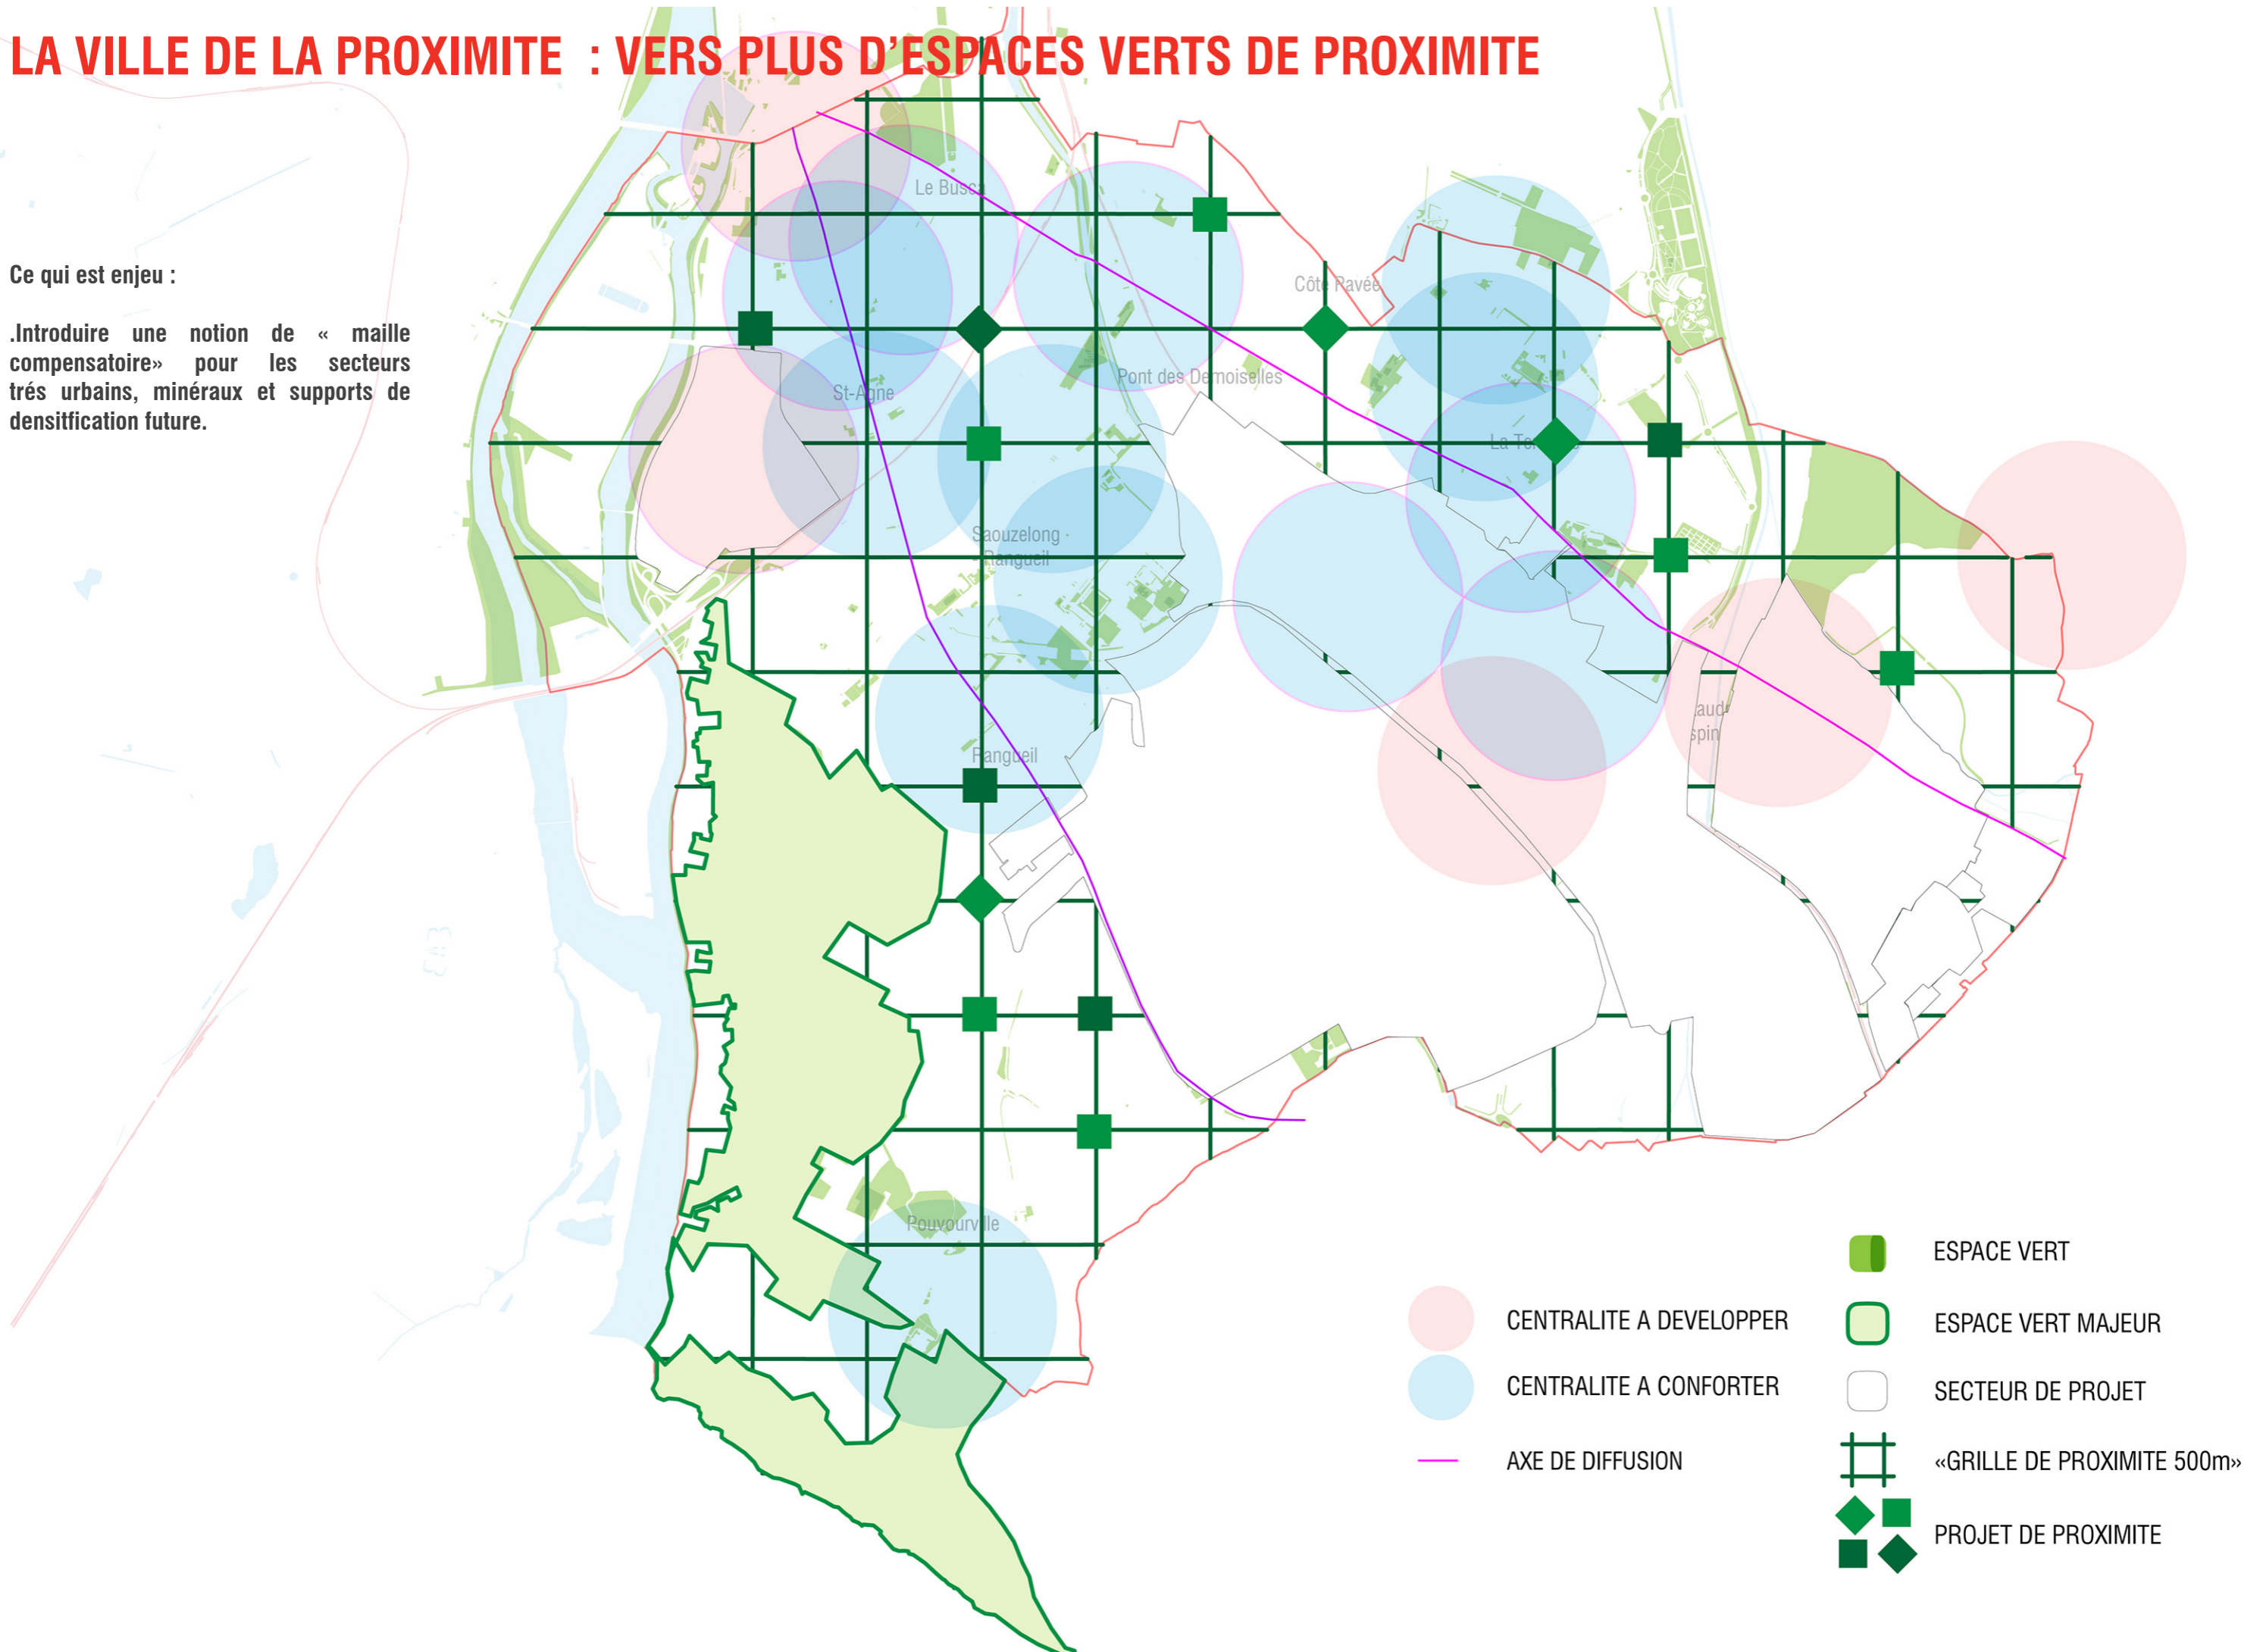 LA VILLE DE LA PROXIMITE : VERS PLUS D'ESPACES VERTS DE PROXIMITE
Ce qui est enjeu :
.Introduire une notion de « maille
compensatoire» pour les secteurs
trés urbains, minéraux et supports de
densitfication future.
Le Busca
Côte Pavée
Pont des Demoiselles
St-Agne
Saouzelong
Rangueil
Rangueil
Pouvourville
CENTRALITE A DEVELOPPER
CENTRALITE A CONFORTER
AXE DE DIFFUSION
ESPACE VERT
ESPACE VERT MAJEUR
SECTEUR DE PROJET
«GRILLE DE PROXIMITE 500m»
PROJET DE PROXIMITE